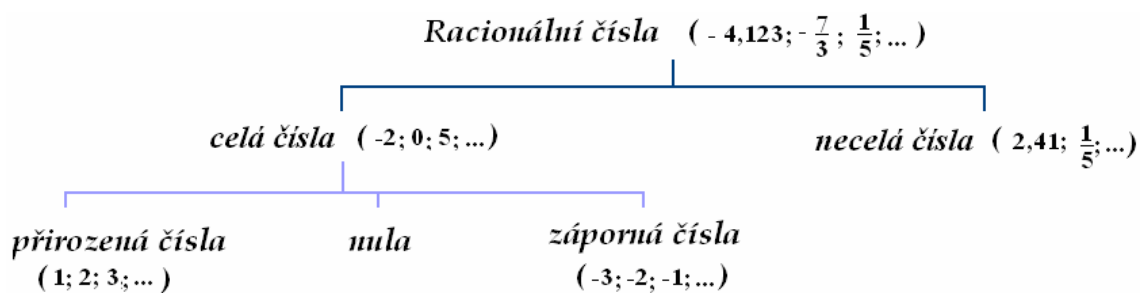 Racionální čísla ( - 4,123; - 7/3 ; 1/5; ... )
celá čísla ( -2; 0; 5; ...)
necelá čísla ( 2,41; 1/5; ...)
přirozená čísla
nula
záporná čísla
( 1; 2; 3; ... )
(-3; -2; -1; ...)